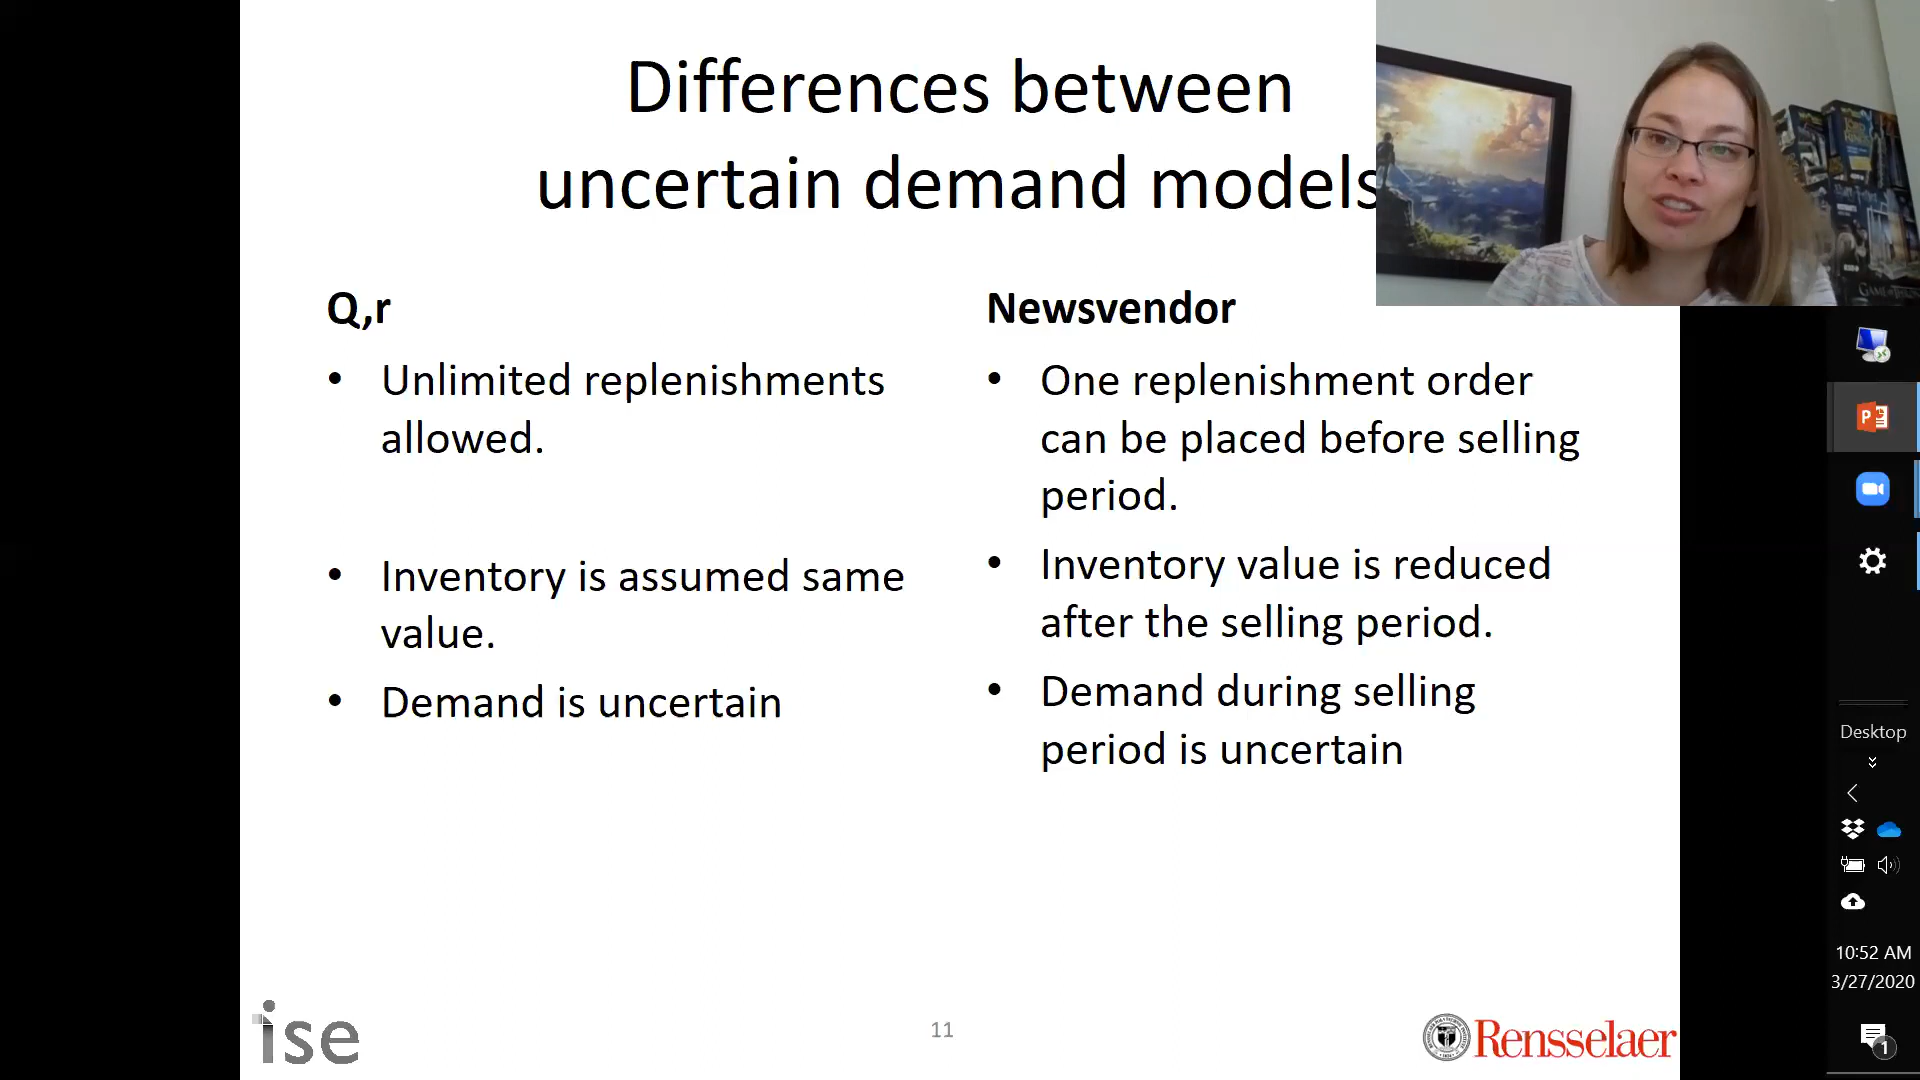 Differences between
uncertain demand models
Q,r
• Unlimited replenishments
allowed.
• Inventory is assumed same
value.
• Demand is uncertain
Newsvendor
• One replenishment order
can be placed before selling
period.
• Inventory value is reduced
after the selling period.
• Demand during selling
period is uncertain
ise
11
Rensselaer
Desktop
10:52 AM
3/27/2020
1